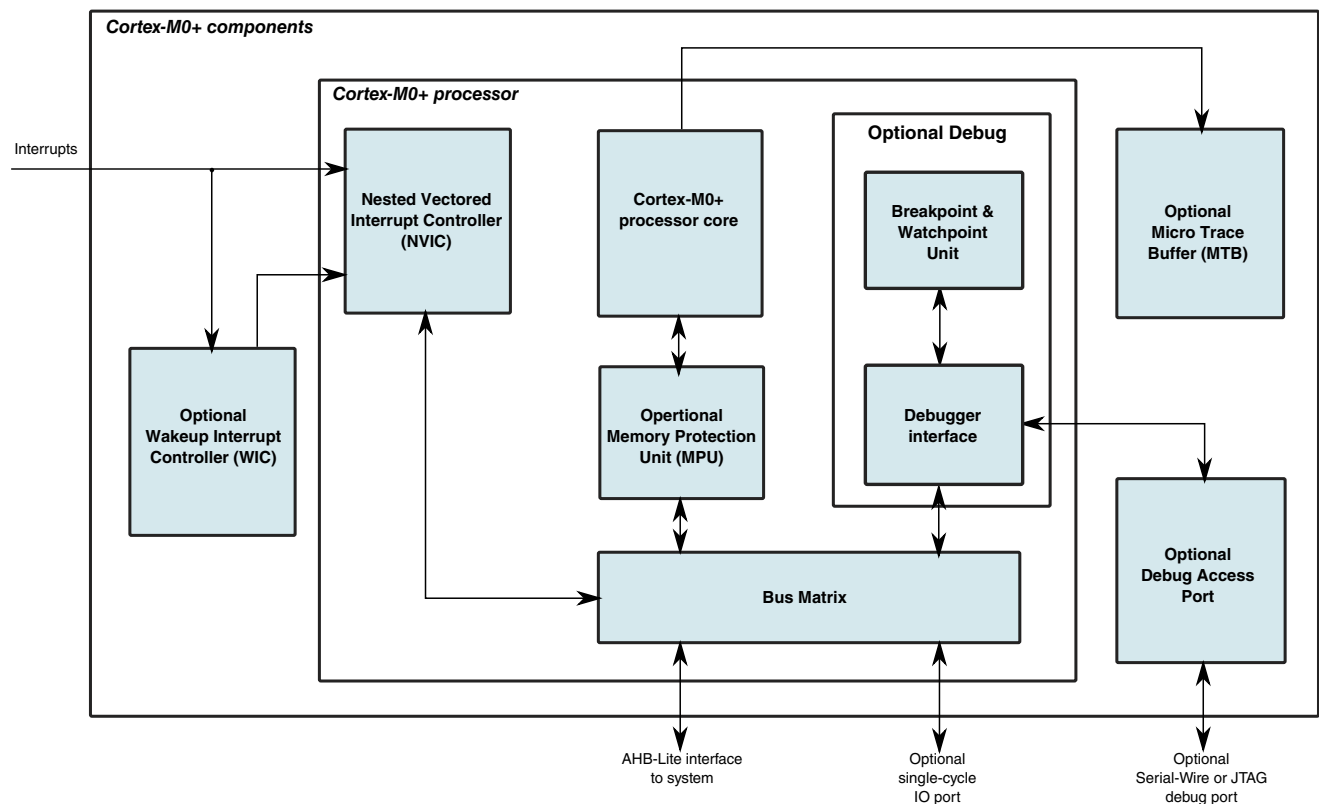 Cortex-M0+ components
Cortex-M0+ processor
Interrupts
Nested Vectored
Interrupt Controller
(NVIC)
Cortex-M0+
processor core
Optional Debug
Breakpoint &
Watchpoint
Unit
Optional
Micro Trace
Buffer (MTB)
Optional
Wakeup Interrupt
Controller (WIC)
Opertional
Memory Protection
Unit (MPU)
Debugger
interface
Optional
Debug Access
Port
Bus Matrix
AHB-Lite interface
to system
Optional
single-cycle
IO port
Optional
Serial-Wire or JTAG
debug port